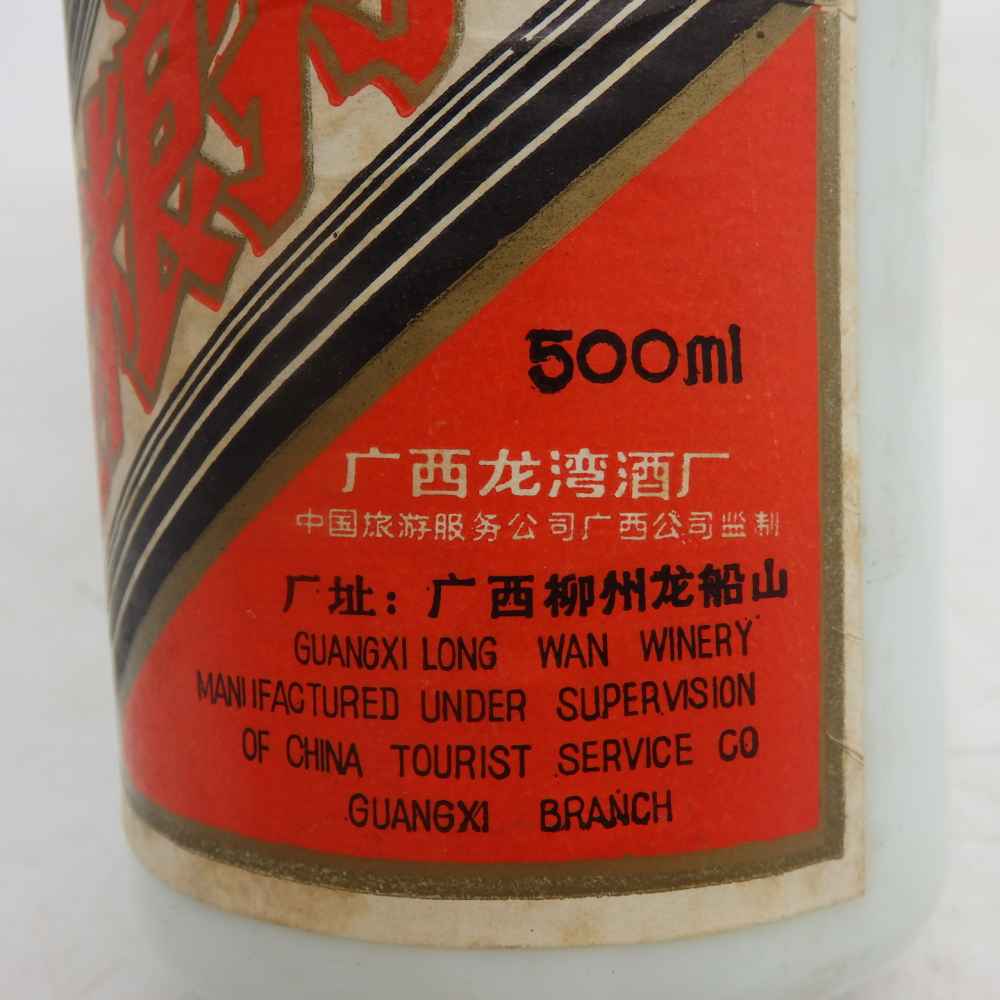 500ml
广西龙湾酒厂
中国旅游服务公司广西公司监制
厂址：广西柳州龙船山
GUANGXI LONG WAN WINERY
MANUFACTURED UNDER SUPERVISION
OF CHINA TOURIST SERVICE CO
GUANGXI BRANCH